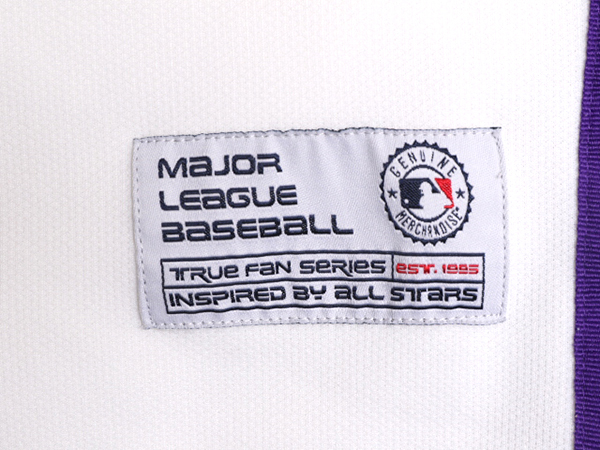 Major
League
Baseball
GENUINE
MERCHANDISE
True Fan Series
EST. 1995
Inspired By All Stars